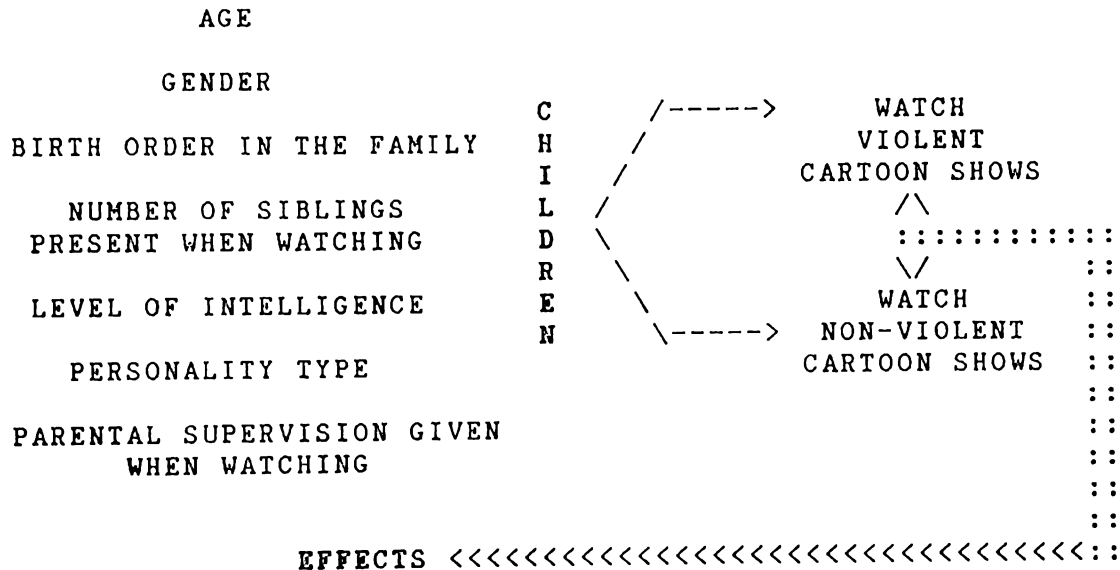 AGE
GENDER
BIRTH ORDER IN THE FAMILY
NUMBER OF SIBLINGS
PRESENT WHEN WATCHING
LEVEL OF INTELLIGENCE
PERSONALITY TYPE
PARENTAL SUPERVISION GIVEN
WHEN WATCHING
CHILDREN
WATCH
VIOLENT
CARTOON SHOWS
WATCH
NON-VIOLENT
CARTOON SHOWS
EFFECTS